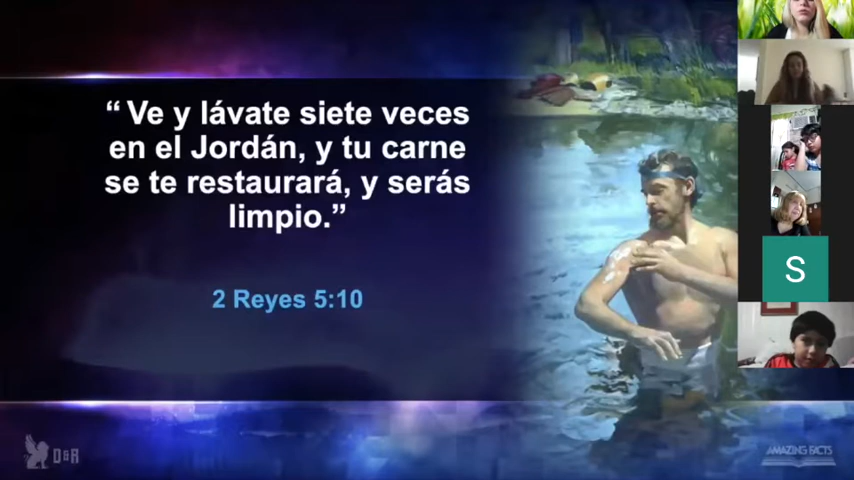 “ Ve y lávate siete veces
en el Jordán, y tu carne
se te restaurará, y serás
limpio.”
2 Reyes 5:10
S
D&R
AMAZING FACTS